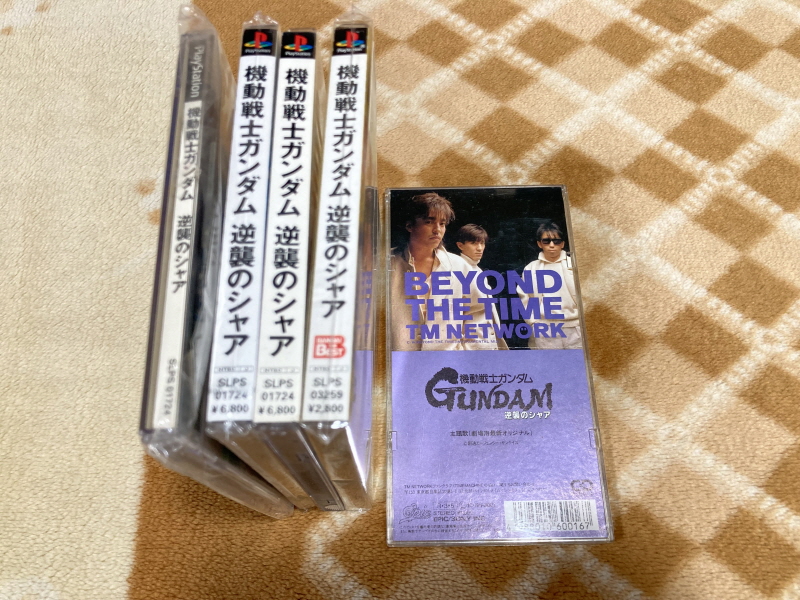 PlayStation
機動戦士ガンダム 逆襲のシャア
SLPS 01724
PlayStation
機動戦士ガンダム 逆襲のシャア
SLPS
01724
¥6,800
PlayStation
機動戦士ガンダム 逆襲のシャア
SLPS
01724
¥6,800
PlayStation
機動戦士ガンダム 逆襲のシャア
BEST
SLPS
03259
¥2,800
BEYOND
THE TIME
TM NETWORK
機動戦士ガンダム
GUNDAM
逆襲のシャア